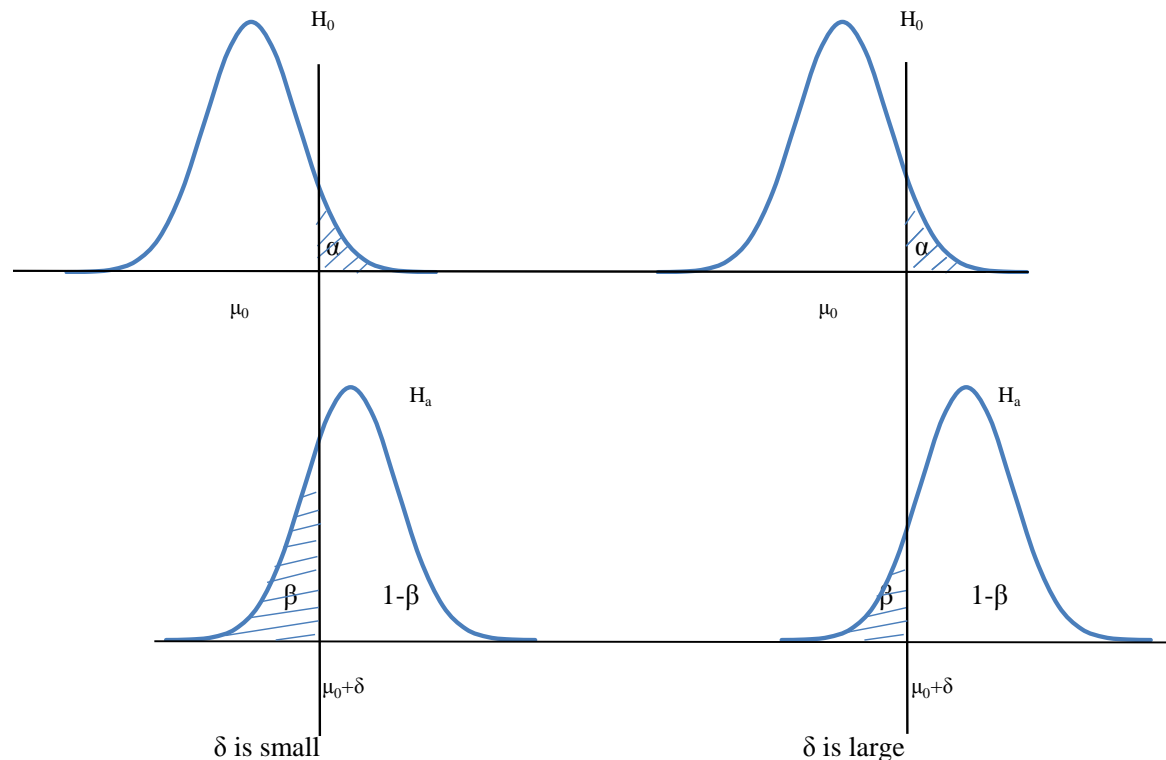 H₀ H₀
α α
μ₀ μ₀
Hₐ Hₐ
β 1-β β 1-β
μ₀+δ μ₀+δ
δ is small δ is large